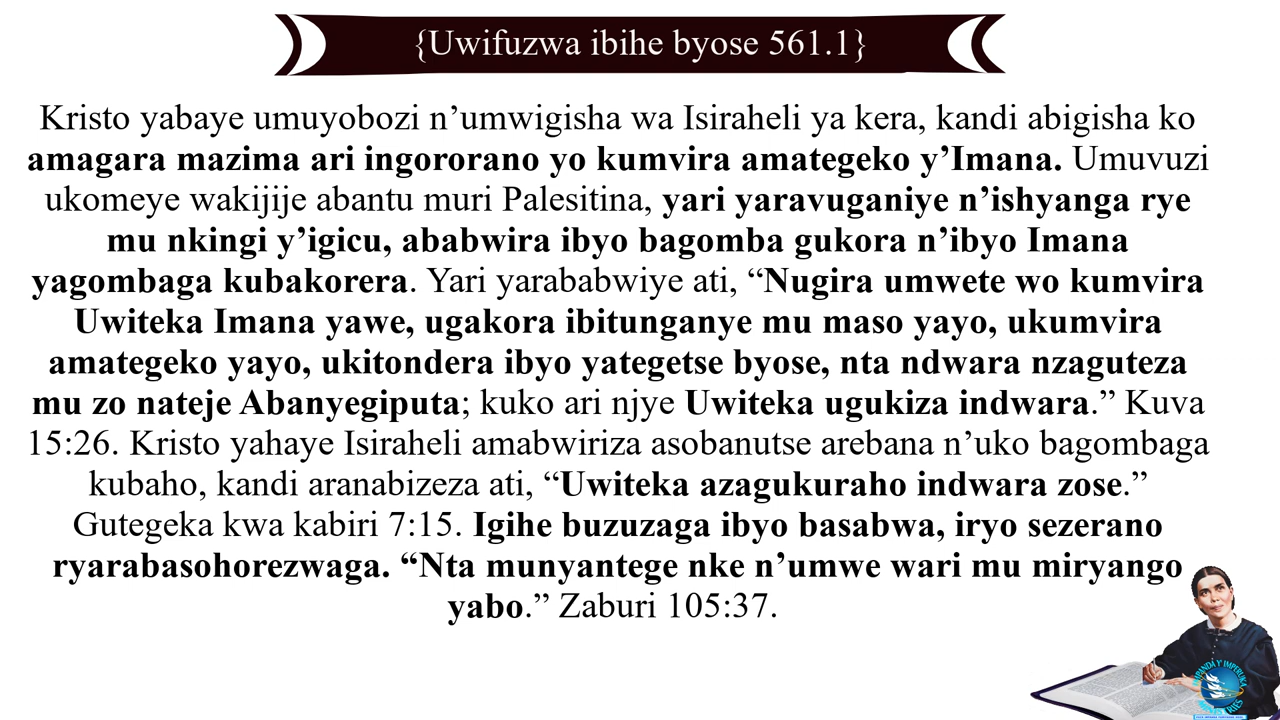 {Uwifuzwa ibihe byose 561.1}
Kristo yabaye umuyobozi n’umwigisha wa Isiraheli ya kera, kandi abigisha ko
amagara mazima ari ingororano yo kumvira amategeko y’Imana. Umuvuzi
ukomeye wakijije abantu muri Palesitina, yari yaravuganiye n’ishyanga rye
mu nkingi y’igicu, ababwira ibyo bagomba gukora n’ibyo Imana
yagombaga kubakorera. Yari yarababwiye ati, “Nugira umwete wo kumvira
Uwiteka Imana yawe, ugakora ibitunganye mu maso yayo, ukumvira
amategeko yayo, ukitondera ibyo yategetse byose, nta ndwara nzaguteza
mu zo nateje Abanyegiputa; kuko ari njye Uwiteka ugukiza indwara.” Kuva
15:26. Kristo yahaye Isiraheli amabwiriza asobanutse arebana n’uko bagombaga
kubaho, kandi aranabizeza ati, “Uwiteka azagukuraho indwara zose.”
Gutegeka kwa kabiri 7:15. Igihe buzuzaga ibyo basabwa, iryo sezerano
ryarabasohorezwaga. “Nta munyantege nke n’umwe wari mu miryango
yabo.” Zaburi 105:37.